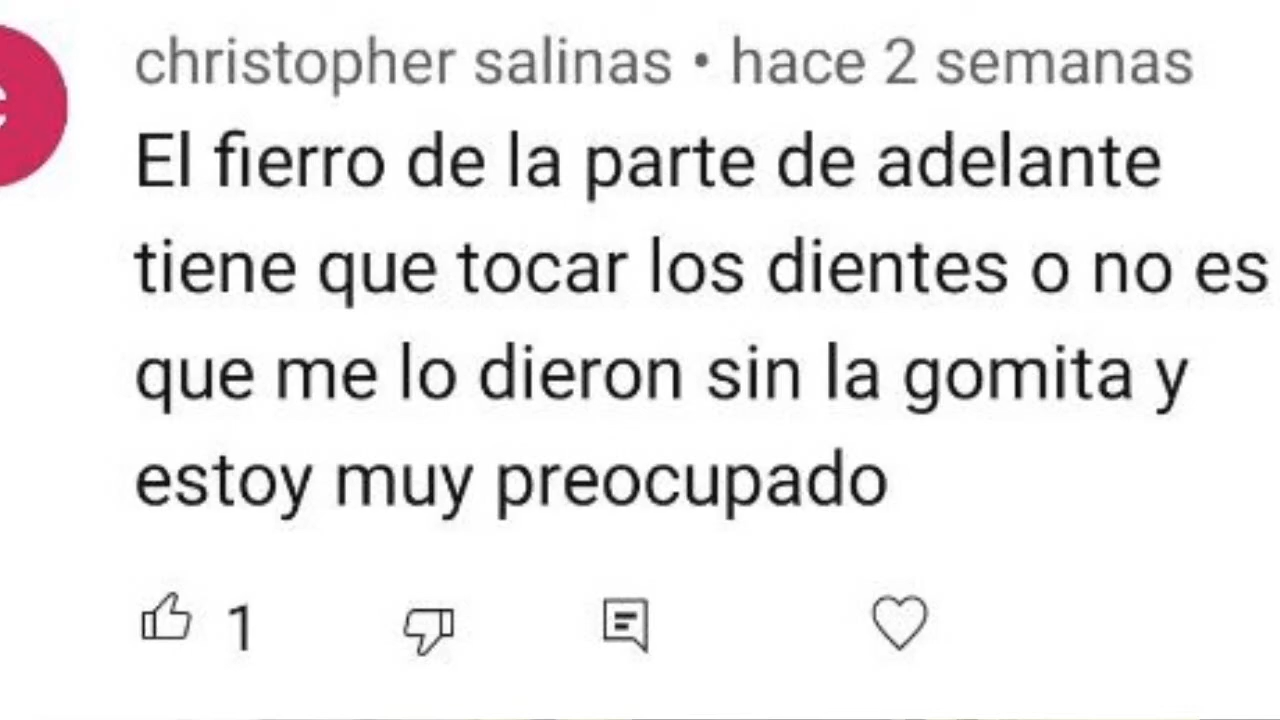 christopher salinas • hace 2 semanas
El fierro de la parte de adelante
tiene que tocar los dientes o no es
que me lo dieron sin la gomita y
estoy muy preocupado
1